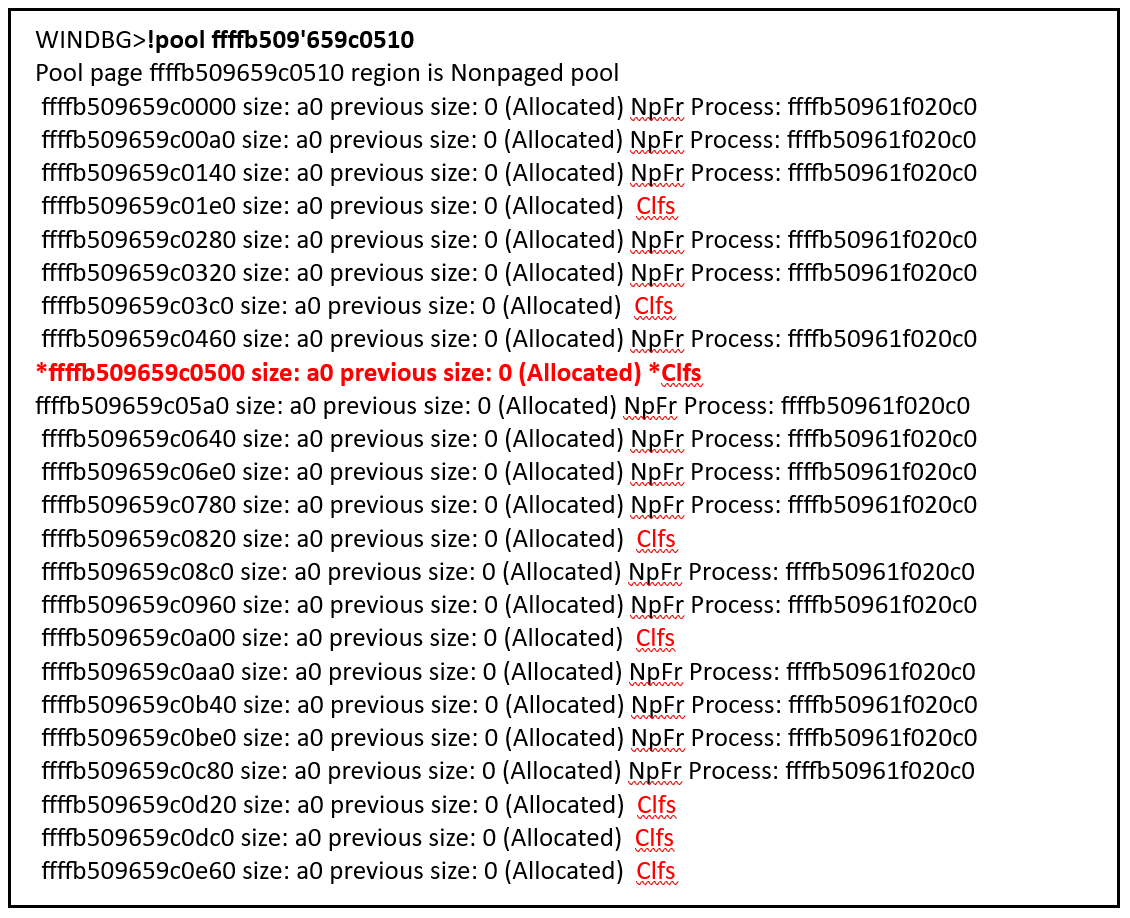 WINDBG>!pool ffffb509'659c0510
Pool page ffffb509659c0510 region is Nonpaged pool
ffffb509659c0000 size: a0 previous size: 0 (Allocated) NpFr Process: ffffb50961f020c0
ffffb509659c00a0 size: a0 previous size: 0 (Allocated) NpFr Process: ffffb50961f020c0
ffffb509659c0140 size: a0 previous size: 0 (Allocated) NpFr Process: ffffb50961f020c0
ffffb509659c01e0 size: a0 previous size: 0 (Allocated) Clfs
ffffb509659c0280 size: a0 previous size: 0 (Allocated) NpFr Process: ffffb50961f020c0
ffffb509659c0320 size: a0 previous size: 0 (Allocated) NpFr Process: ffffb50961f020c0
ffffb509659c03c0 size: a0 previous size: 0 (Allocated) Clfs
ffffb509659c0460 size: a0 previous size: 0 (Allocated) NpFr Process: ffffb50961f020c0
*ffffb509659c0500 size: a0 previous size: 0 (Allocated) *Clfs
ffffb509659c05a0 size: a0 previous size: 0 (Allocated) NpFr Process: ffffb50961f020c0
ffffb509659c0640 size: a0 previous size: 0 (Allocated) NpFr Process: ffffb50961f020c0
ffffb509659c06e0 size: a0 previous size: 0 (Allocated) NpFr Process: ffffb50961f020c0
ffffb509659c0780 size: a0 previous size: 0 (Allocated) NpFr Process: ffffb50961f020c0
ffffb509659c0820 size: a0 previous size: 0 (Allocated) Clfs
ffffb509659c08c0 size: a0 previous size: 0 (Allocated) NpFr Process: ffffb50961f020c0
ffffb509659c0960 size: a0 previous size: 0 (Allocated) NpFr Process: ffffb50961f020c0
ffffb509659c0a00 size: a0 previous size: 0 (Allocated) Clfs
ffffb509659c0aa0 size: a0 previous size: 0 (Allocated) NpFr Process: ffffb50961f020c0
ffffb509659c0b40 size: a0 previous size: 0 (Allocated) NpFr Process: ffffb50961f020c0
ffffb509659c0be0 size: a0 previous size: 0 (Allocated) NpFr Process: ffffb50961f020c0
ffffb509659c0c80 size: a0 previous size: 0 (Allocated) NpFr Process: ffffb50961f020c0
ffffb509659c0d20 size: a0 previous size: 0 (Allocated) Clfs
ffffb509659c0dc0 size: a0 previous size: 0 (Allocated) Clfs
ffffb509659c0e60 size: a0 previous size: 0 (Allocated) Clfs